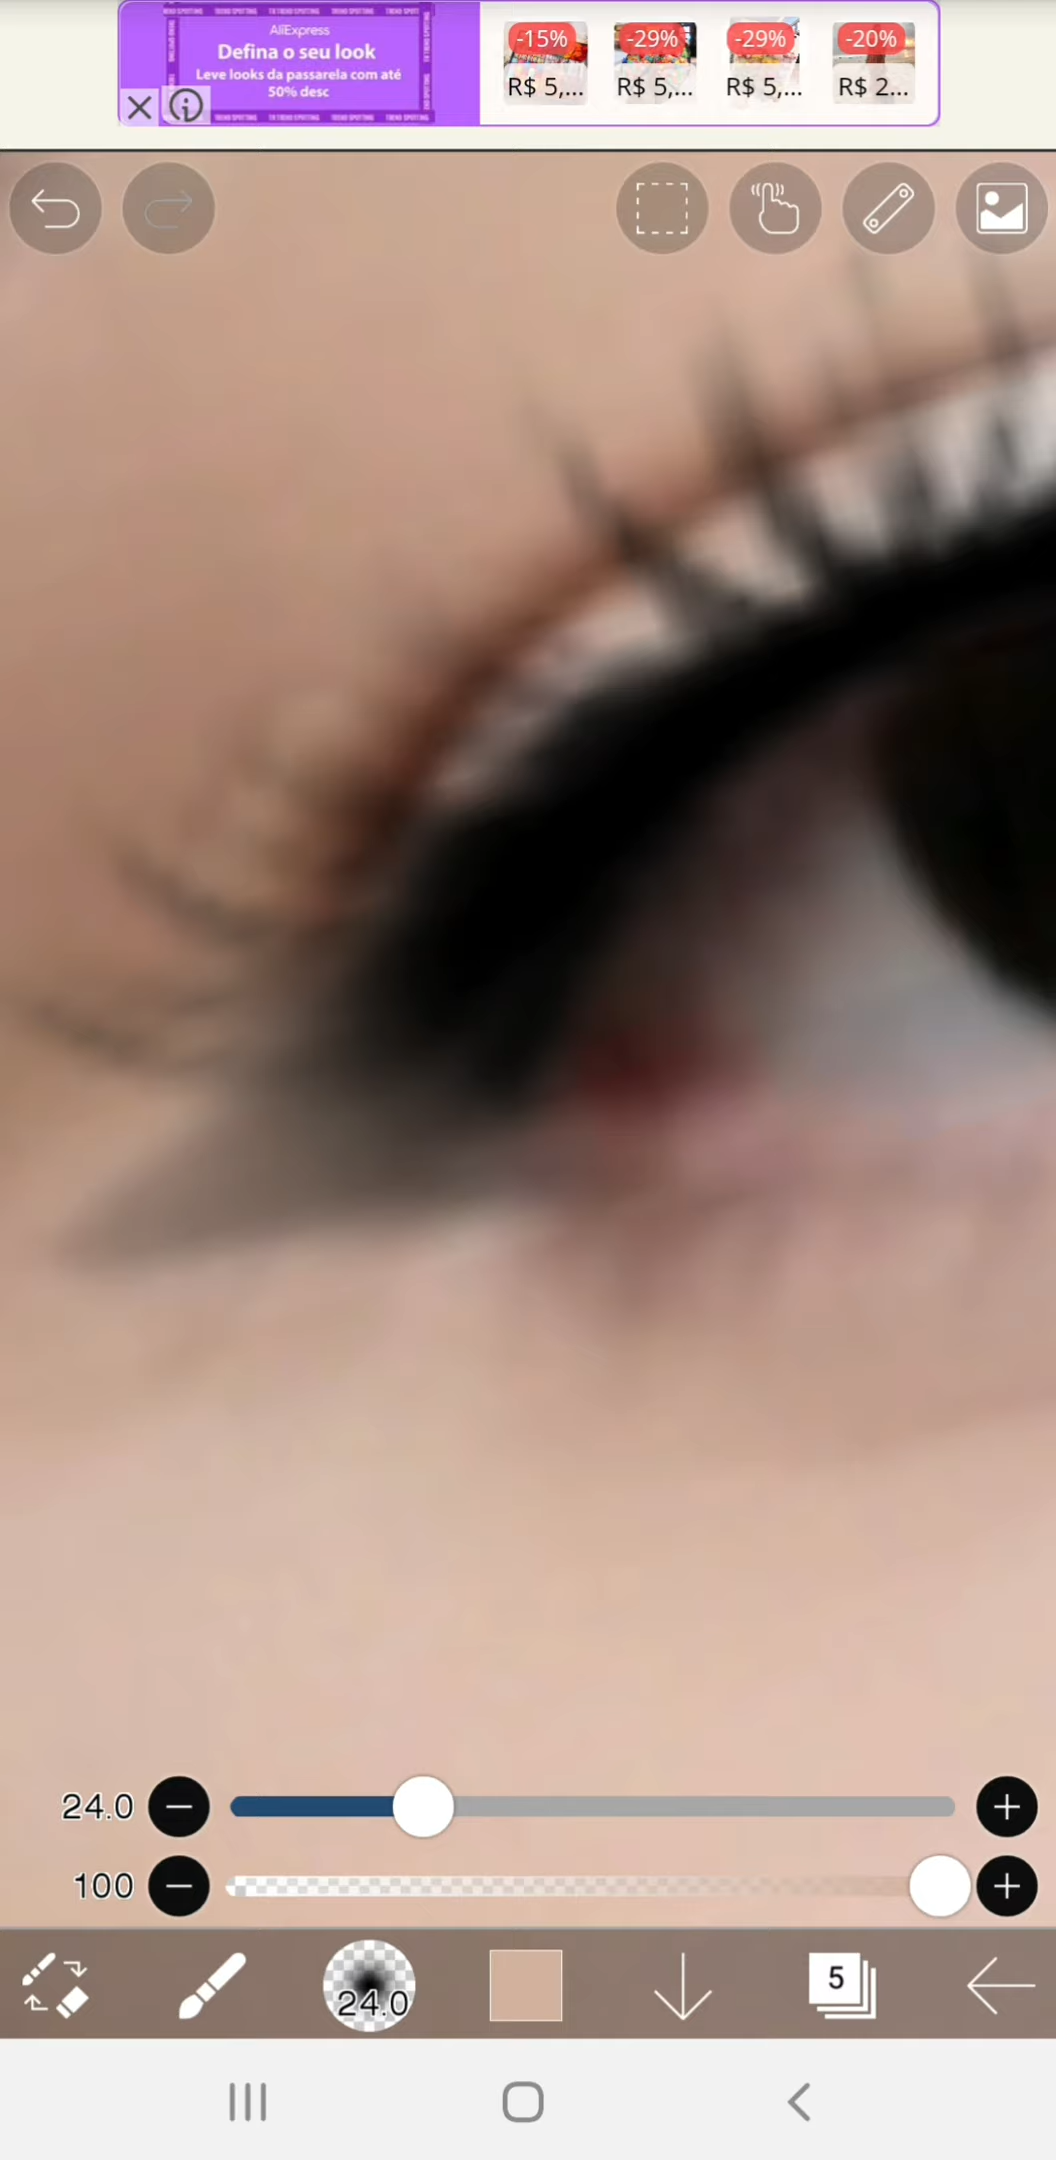 AliExpress
Defina o seu look
Leve looks da passarela com até
50% desc
-15%
R$ 5,...
-29%
R$ 5,...
-29%
R$ 5,...
-20%
R$ 2...
24.0
100
24.0
5